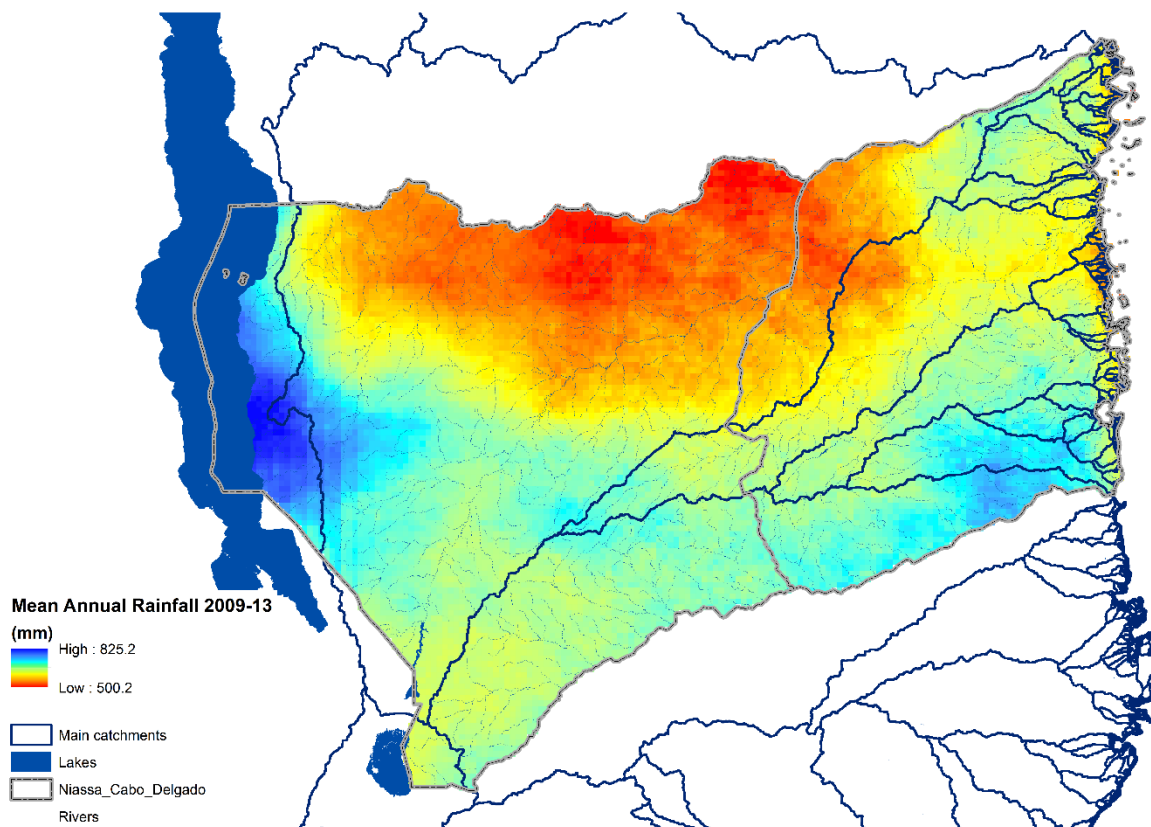 Mean Annual Rainfall 2009-13
(mm)
High : 825.2
Low : 500.2
Main catchments
Lakes
Niassa_Cabo_Delgado
Rivers